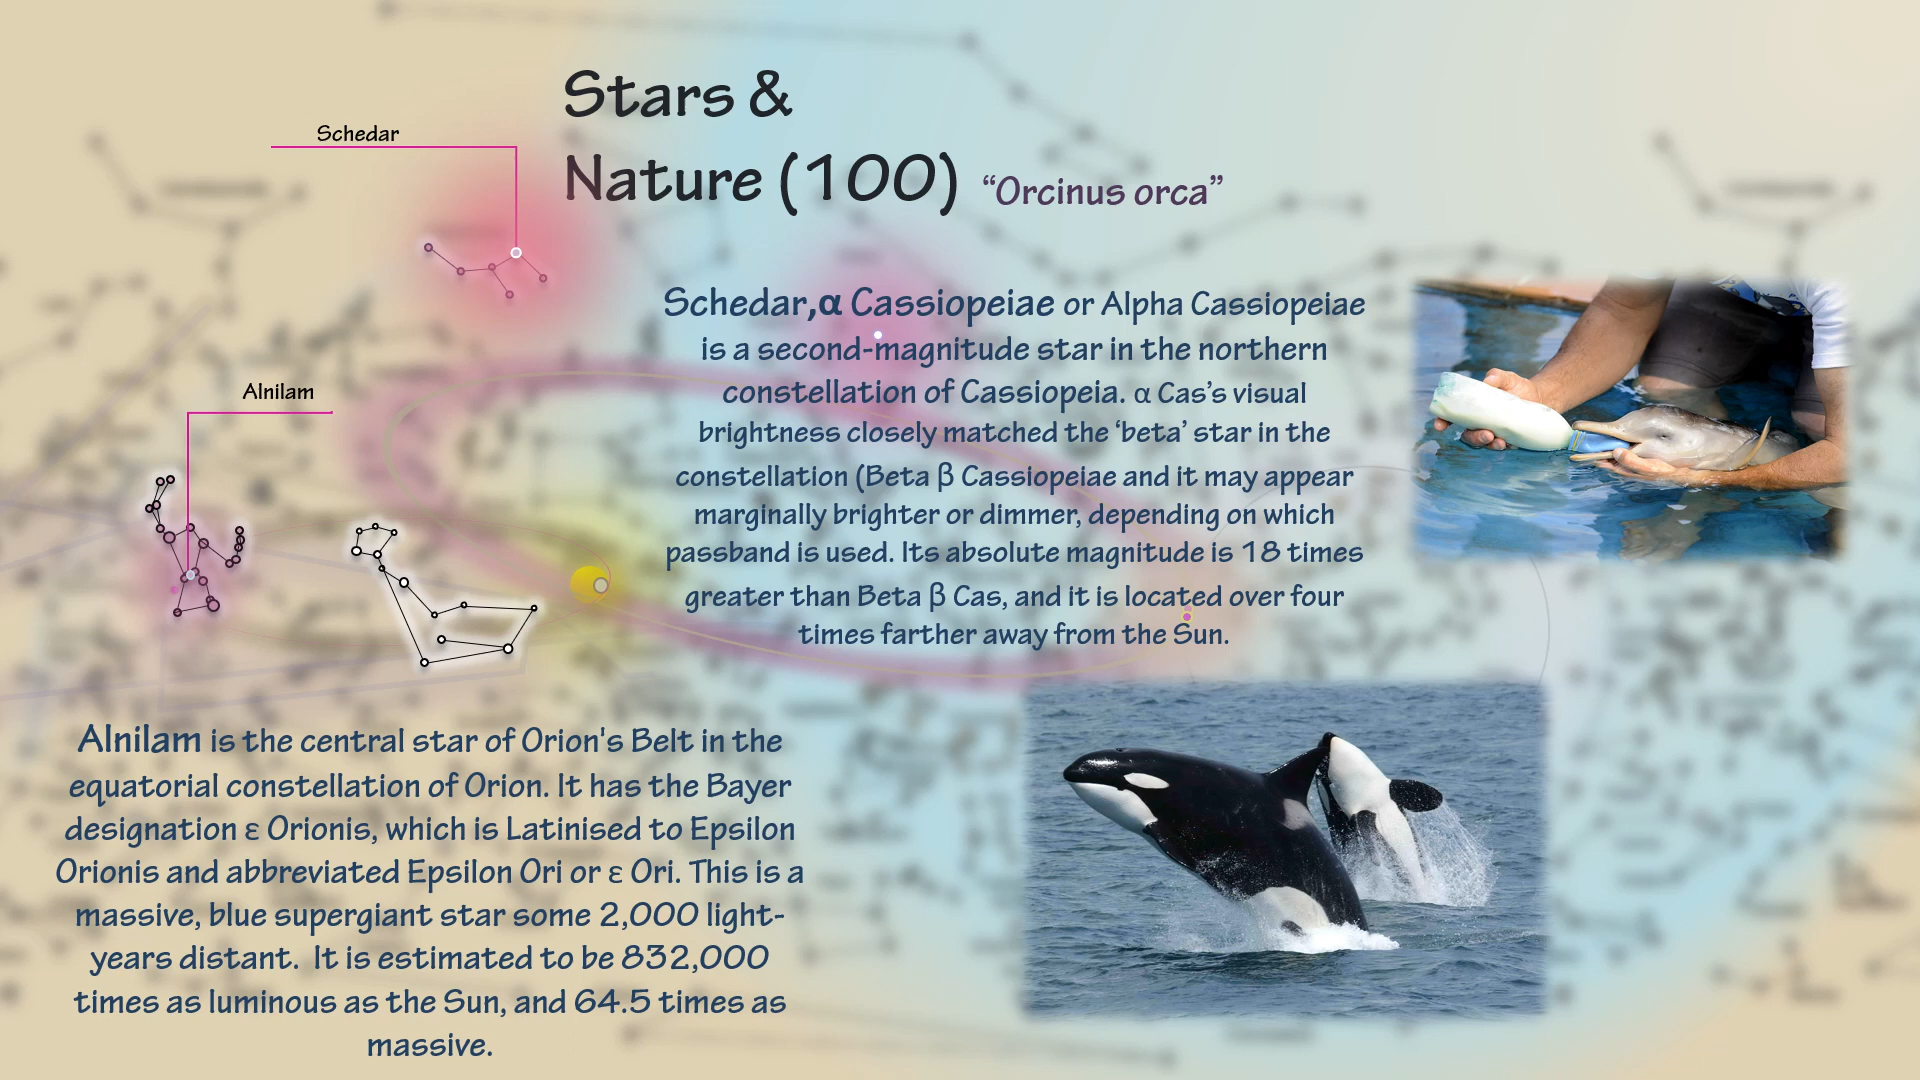 Stars &
Nature (100) “Orcinus orca”
Schedar
Schedar,α Cassiopeiae or Alpha Cassiopeiae
is a second-magnitude star in the northern
constellation of Cassiopeia. α Cas’s visual
brightness closely matched the ‘beta’ star in the
constellation (Beta β Cassiopeiae and it may appear
marginally brighter or dimmer, depending on which
passband is used. Its absolute magnitude is 18 times
greater than Beta β Cas, and it is located over four
times farther away from the Sun.
Alnilam
Alnilam is the central star of Orion's Belt in the
equatorial constellation of Orion. It has the Bayer
designation ε Orionis, which is Latinised to Epsilon
Orionis and abbreviated Epsilon Ori or ε Ori. This is a
massive, blue supergiant star some 2,000 light-
years distant.  It is estimated to be 832,000
times as luminous as the Sun, and 64.5 times as
massive.